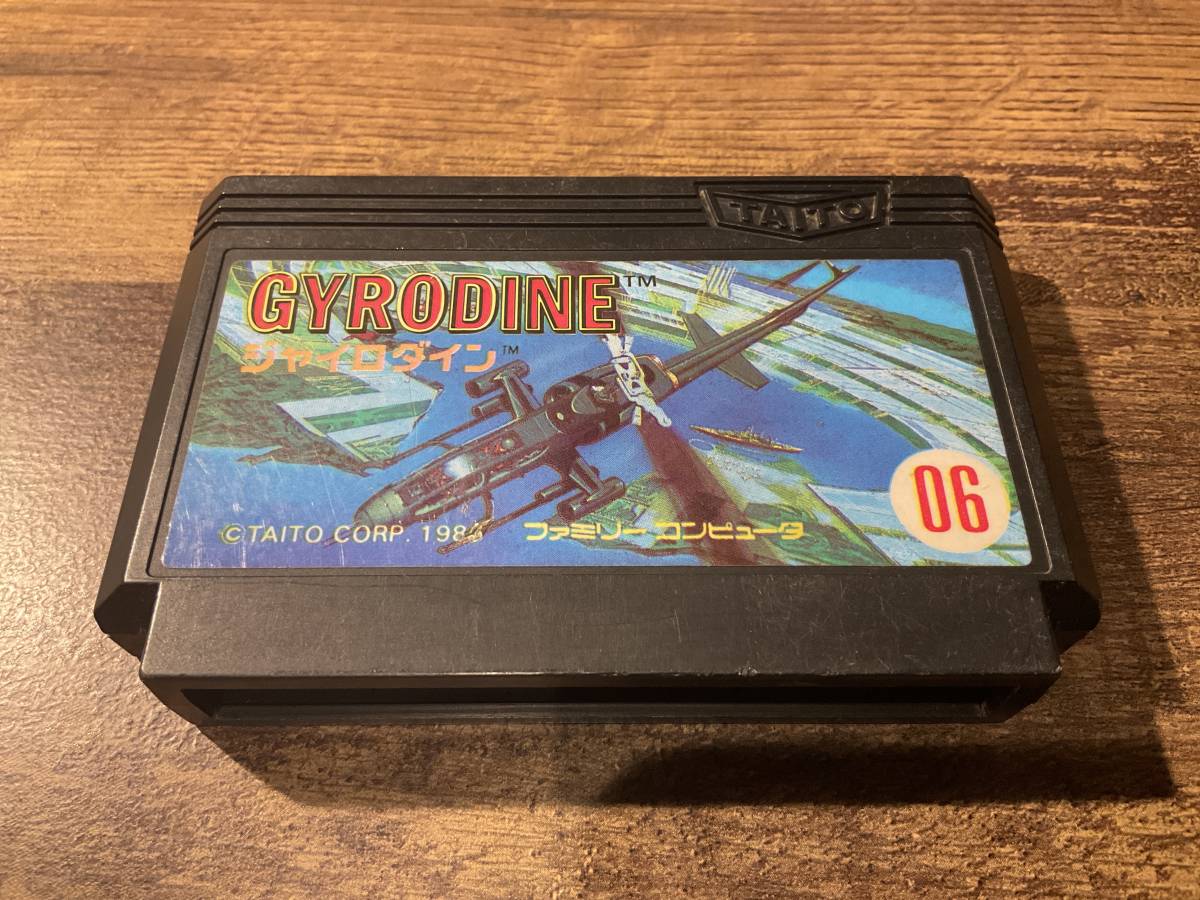 TAITO
GYRODINE™
ジャイロダイン™
©TAITO CORP. 1984
ファミリー コンピュータ
06